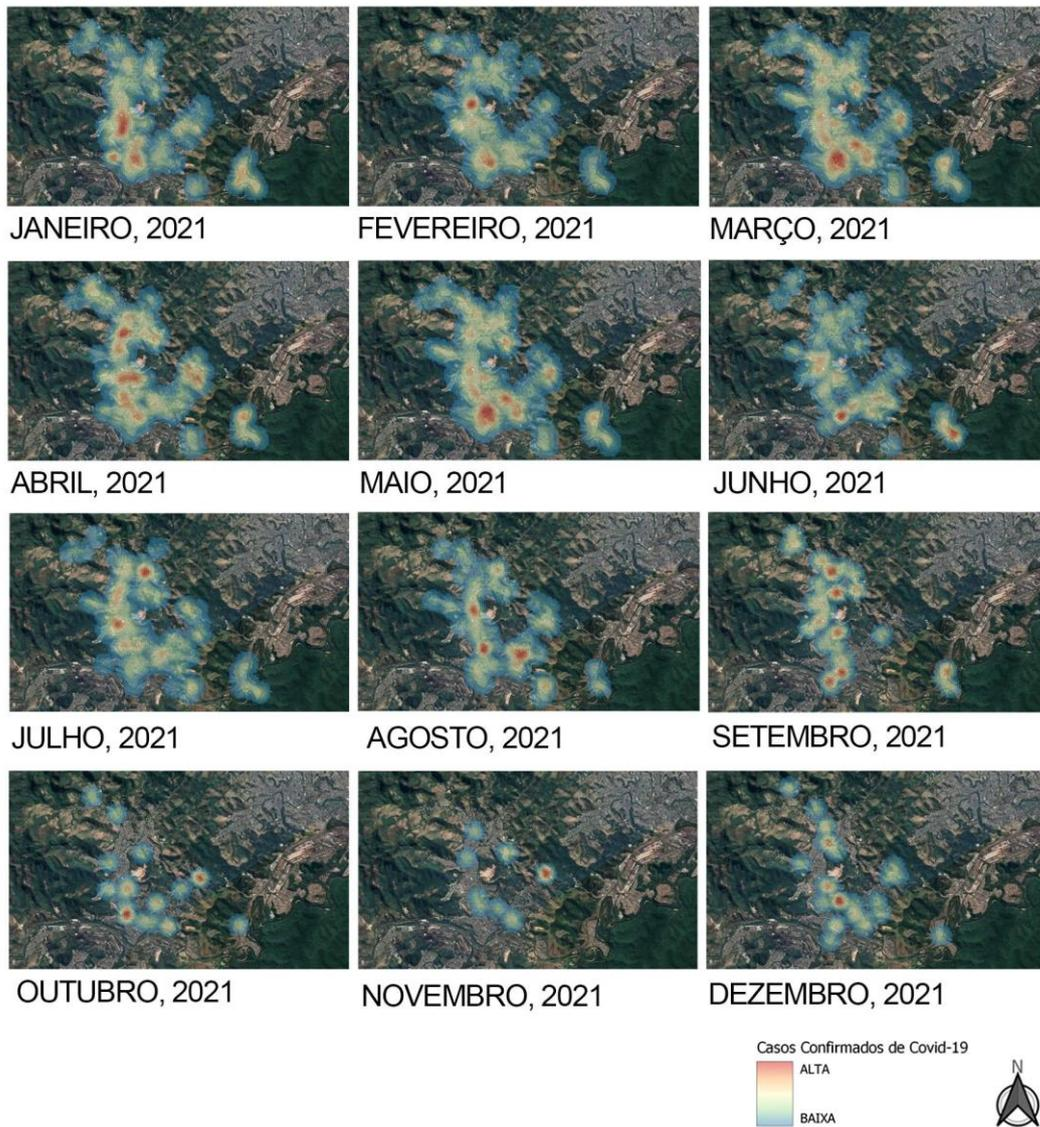 JANEIRO, 2021
FEVEREIRO, 2021
MARÇO, 2021
ABRIL, 2021
MAIO, 2021
JUNHO, 2021
JULHO, 2021
AGOSTO, 2021
SETEMBRO, 2021
OUTUBRO, 2021
NOVEMBRO, 2021
DEZEMBRO, 2021
Casos Confirmados de Covid-19
ALTA
BAIXA
N